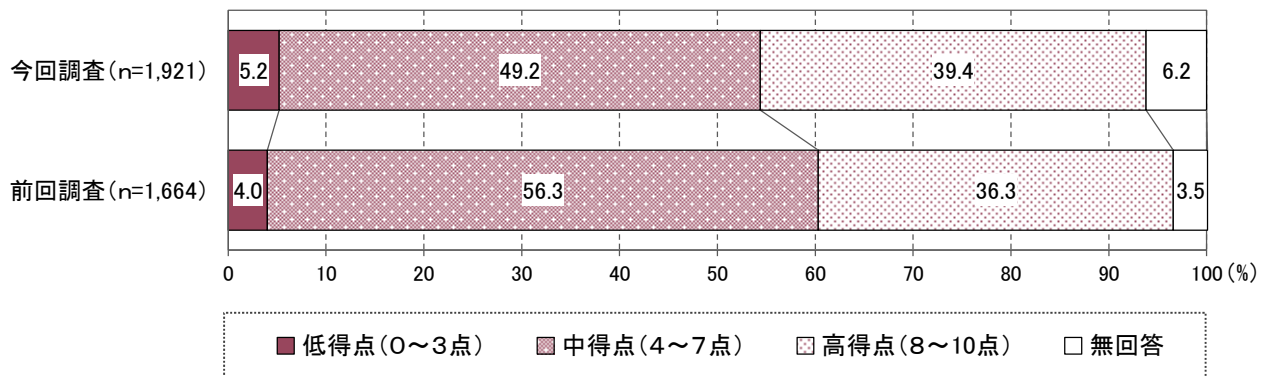 今回調査(n=1,921) 5.2 49.2 39.4 6.2
前回調査(n=1,664) 4.0 56.3 36.3 3.5
0 10 20 30 40 50 60 70 80 90 100 (%)
低得点(0~3点) 中得点(4~7点) 高得点(8~10点) 無回答